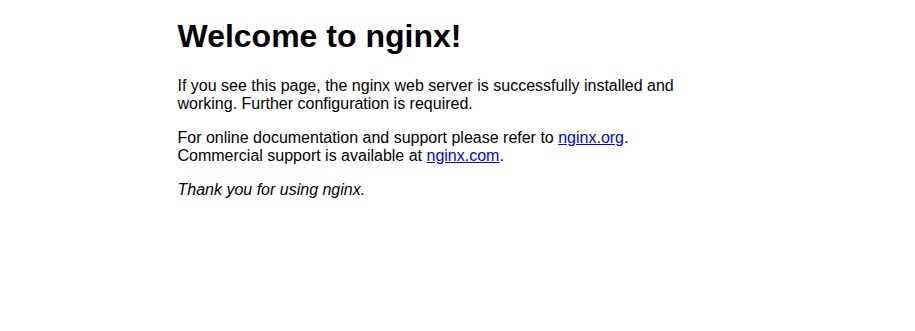 Welcome to nginx!
If you see this page, the nginx web server is successfully installed and
working. Further configuration is required.
For online documentation and support please refer to nginx.org.
Commercial support is available at nginx.com.
Thank you for using nginx.